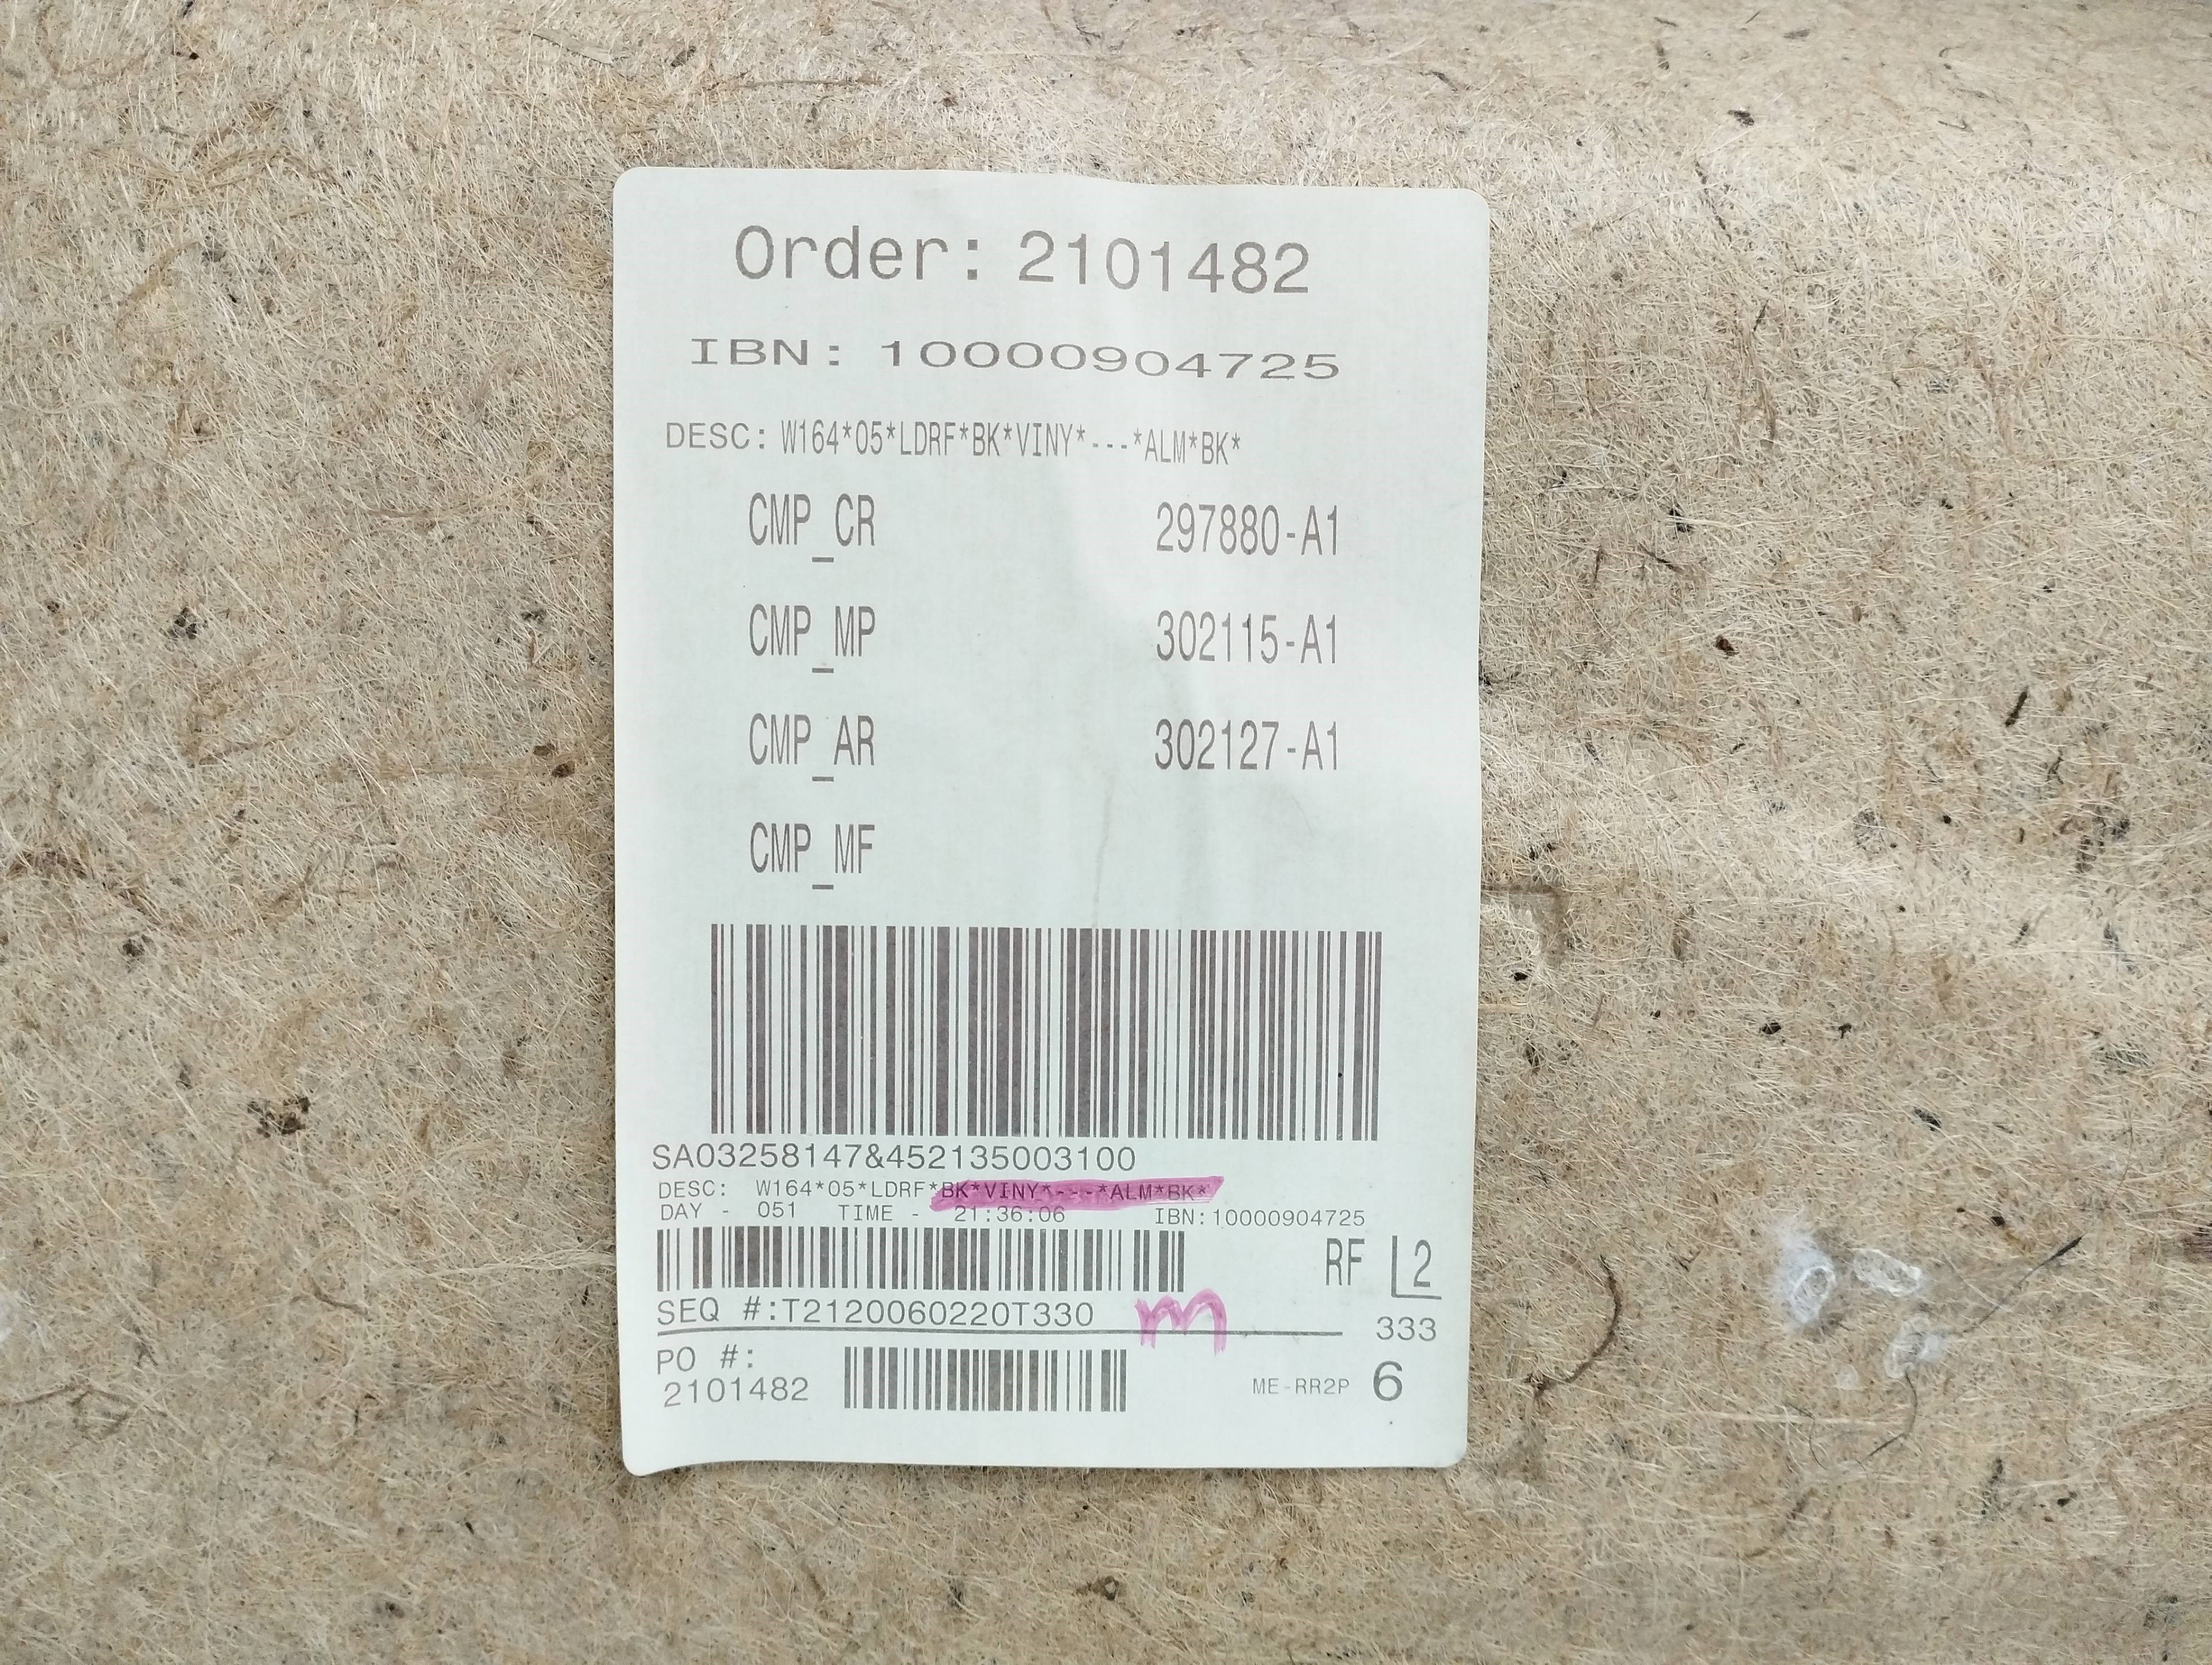 Order: 2101482
IBN: 10000904725
DESC: W164*05*LDRF*BK*VINY*---*ALM*BK*
CMP_CR 297880-A1
CMP_MP 302115-A1
CMP_AR 302127-A1
CMP_MF
SA03258147&452135003100
DESC: W164*05*LDRF*BK*VINY*---*ALM*BK*
DAY - 051 TIME - 21:36:06 IBN:10000904725
RF L2
SEQ #:T2120060220T330 m
333
PO #:
2101482
ME-RR2P 6